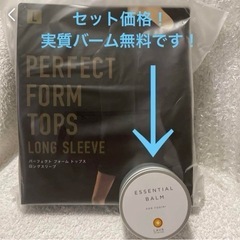 セット価格！
実質バーム無料です！
L
PERFECT
FORM
TOPS
LONG SLEEVE
パーフェクト フォーム トップス
ロングスリーブ
ESSENTIAL
BALM